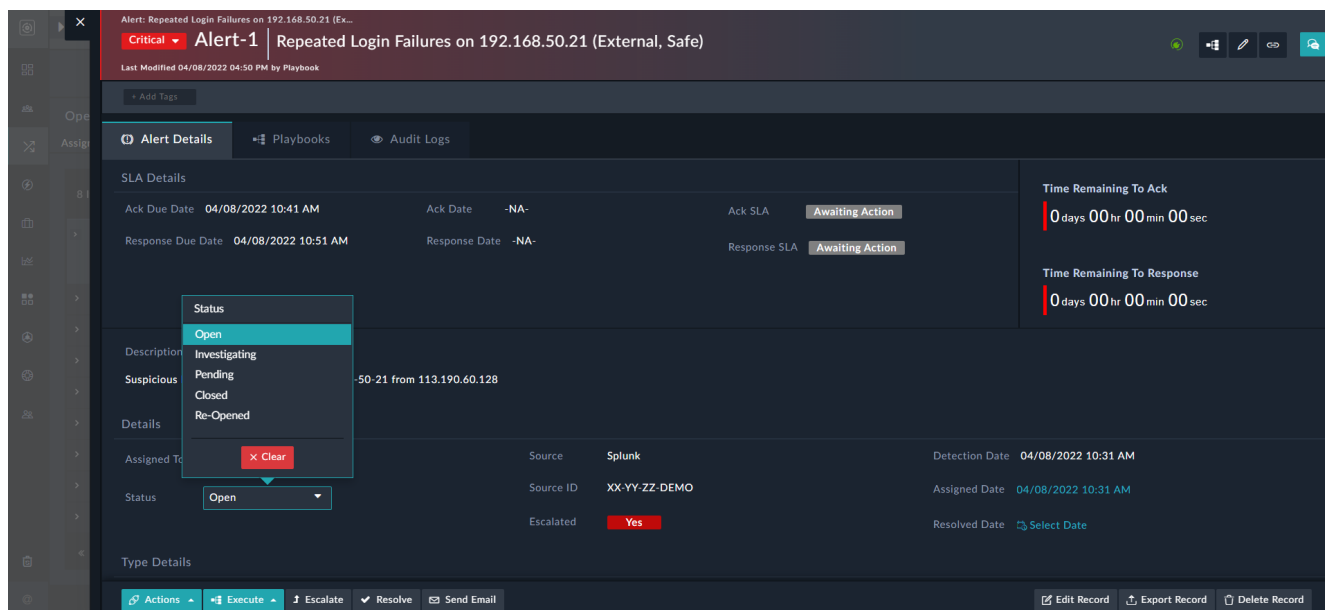 Alert: Repeated Login Failures on 192.168.50.21 (Ex...
Critical Alert-1 Repeated Login Failures on 192.168.50.21 (External, Safe)
Last Modified 04/08/2022 04:50 PM by Playbook
+ Add Tags
Ope
Alert Details Playbooks Audit Logs
Assign
SLA Details
Time Remaining To Ack
Ack Due Date 04/08/2022 10:41 AM Ack Date -NA- Ack SLA Awaiting Action
0 days 00 hr 00 min 00 sec
Response Due Date 04/08/2022 10:51 AM Response Date -NA- Response SLA Awaiting Action
Time Remaining To Response
0 days 00 hr 00 min 00 sec
Status
Open
Investigating
Pending
Closed
Re-Opened
Clear
Description
Suspicious -50-21 from 113.190.60.128
Details
Assigned To Source Splunk Detection Date 04/08/2022 10:31 AM
Status Open Source ID XX-YY-ZZ-DEMO Assigned Date 04/08/2022 10:31 AM
Escalated Yes Resolved Date Select Date
Type Details
Actions Execute Escalate Resolve Send Email Edit Record Export Record Delete Record